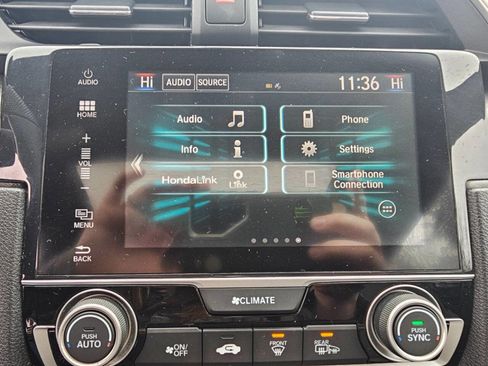 AUDIO
HOME
+
VOL
−
MENU
BACK
Hi AUDIO SOURCE 11:36 Hi
Audio Phone
Info i Settings
HondaLink Link Smartphone
Connection
CLIMATE
PUSH
AUTO
ON/
OFF
FRONT
REAR
PUSH
SYNC